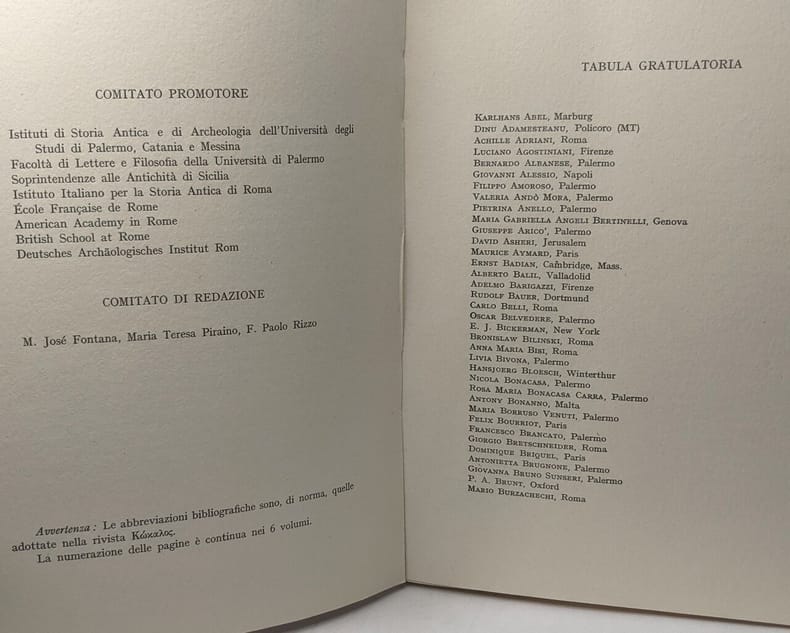 COMITATO PROMOTORE
Istituti di Storia Antica e di Archeologia dell'Università degli
Studi di Palermo, Catania e Messina
Facoltà di Lettere e Filosofia della Università di Palermo
Soprintendenze alle Antichità di Sicilia
Istituto Italiano per la Storia Antica di Roma
École Française de Rome
American Academy in Rome
British School at Rome
Deutsches Archäologisches Institut Rom
COMITATO DI REDAZIONE
M. José Fontana, Maria Teresa Piraino, F. Paolo Rizzo
Avvertenza : Le abbreviazioni bibliografiche sono, di norma, quelle
adottate nella rivista Κώκαλος.
La numerazione delle pagine è continua nei 6 volumi.
TABULA GRATULATORIA
KARLHANS ABEL, Marburg
DINU ADAMESTEANU, Policoro (MT)
ACHILLE ADRIANI, Roma
LUCIANO AGOSTINIANI, Firenze
BERNARDO ALBANESE, Palermo
GIOVANNI ALESSIO, Napoli
FILIPPO AMOROSO, Palermo
VALERIA ANDÒ MORA, Palermo
PIETRINA ANELLO, Palermo
MARIA GABRIELLA ANGELI BERTINELLI, Genova
GIUSEPPE ARICO', Palermo
DAVID ASHERI, Jerusalem
MAURICE AYMARD, Paris
ERNST BADIAN, Cambridge, Mass.
ALBERTO BALIL, Valladolid
ADELMO BARIGAZZI, Firenze
RUDOLF BAUER, Dortmund
CARLO BELLI, Roma
OSCAR BELVEDERE, Palermo
E. J. BICKERMAN, New York
BRONISLAW BILINSKI, Roma
ANNA MARIA BISI, Roma
LIVIA BIVONA, Palermo
HANSJOERG BLOESCH, Winterthur
NICOLA BONACASA, Palermo
ROSA MARIA BONACASA CARRA, Palermo
ANTONY BONANNO, Malta
MARIA BORRUSO VENUTI, Palermo
FELIX BOURRIOT, Paris
FRANCESCO BRANCATO, Palermo
GIORGIO BRETSCHNEIDER, Roma
DOMINIQUE BRIQUEL, Paris
ANTONIETTA BRUGNONE, Palermo
GIOVANNA BRUNO SUNSERI, Palermo
P. A. BRUNT, Oxford
MARIO BURZACHECHI, Roma